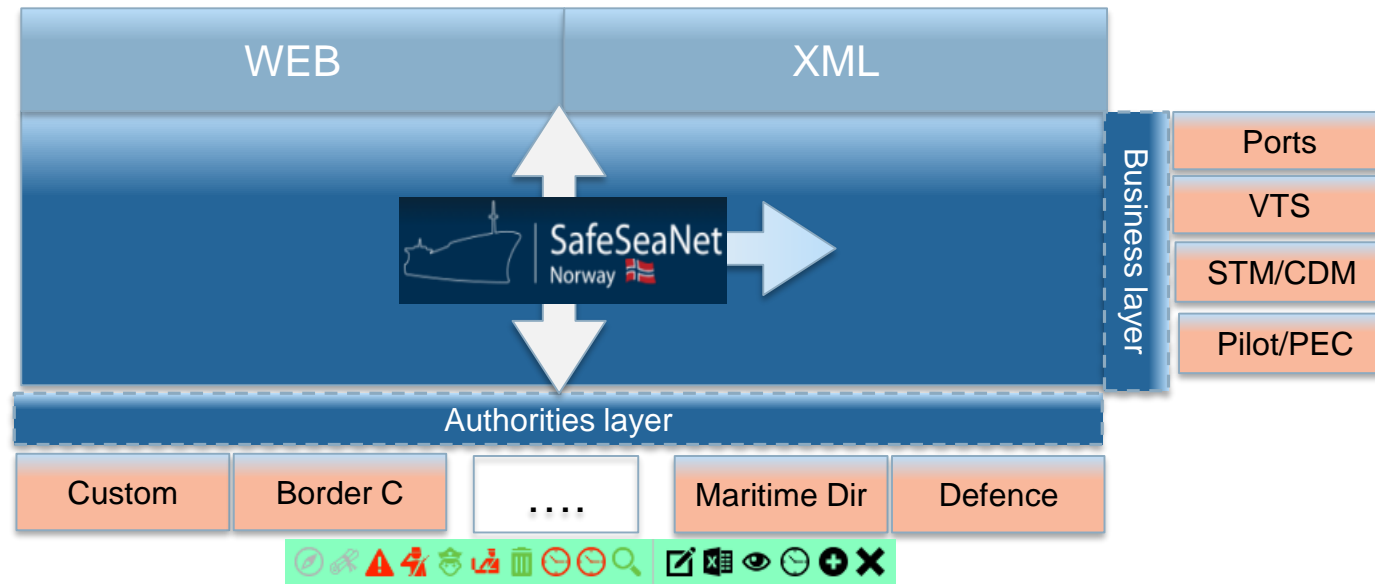 WEB
XML
SafeSeaNet
Norway
Business layer
Ports
VTS
STM/CDM
Pilot/PEC
Authorities layer
Custom
Border C
....
Maritime Dir
Defence